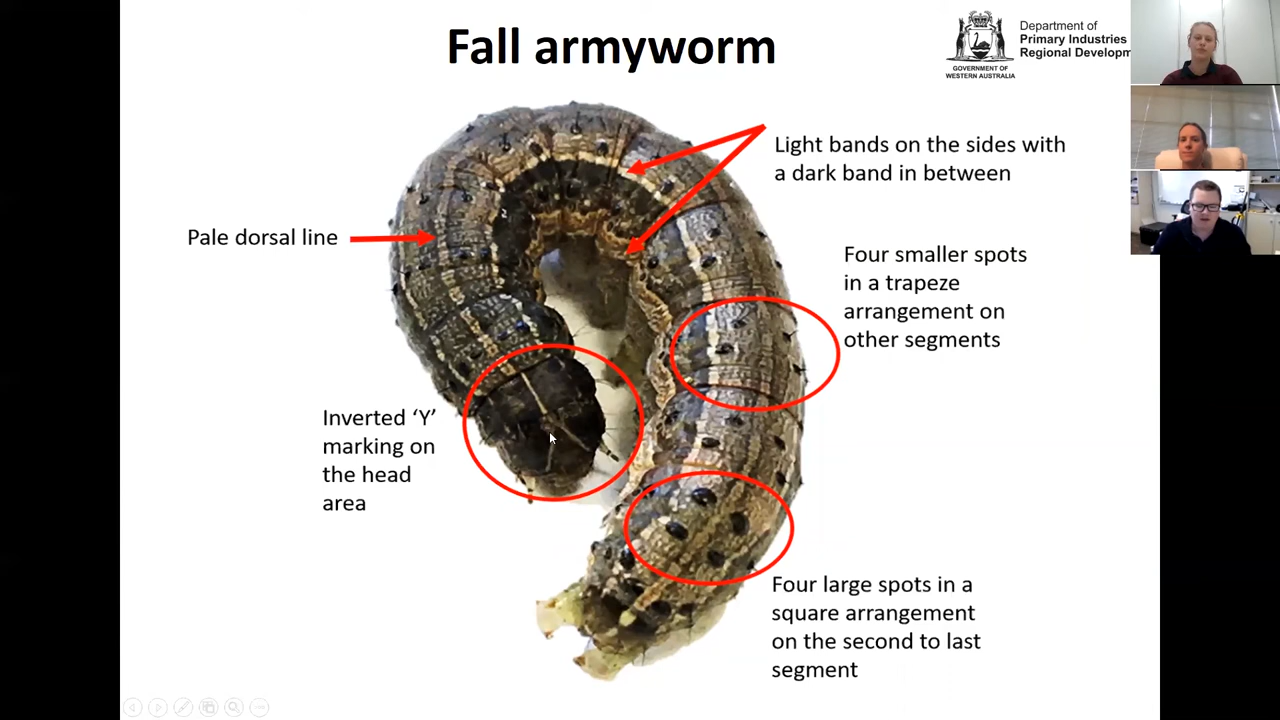 Fall armyworm
Department of
Primary Industries
Regional Developm
GOVERNMENT OF
WESTERN AUSTRALIA
Light bands on the sides with
a dark band in between
Pale dorsal line
Four smaller spots
in a trapeze
arrangement on
other segments
Inverted ‘Y’
marking on
the head
area
Four large spots in a
square arrangement
on the second to last
segment